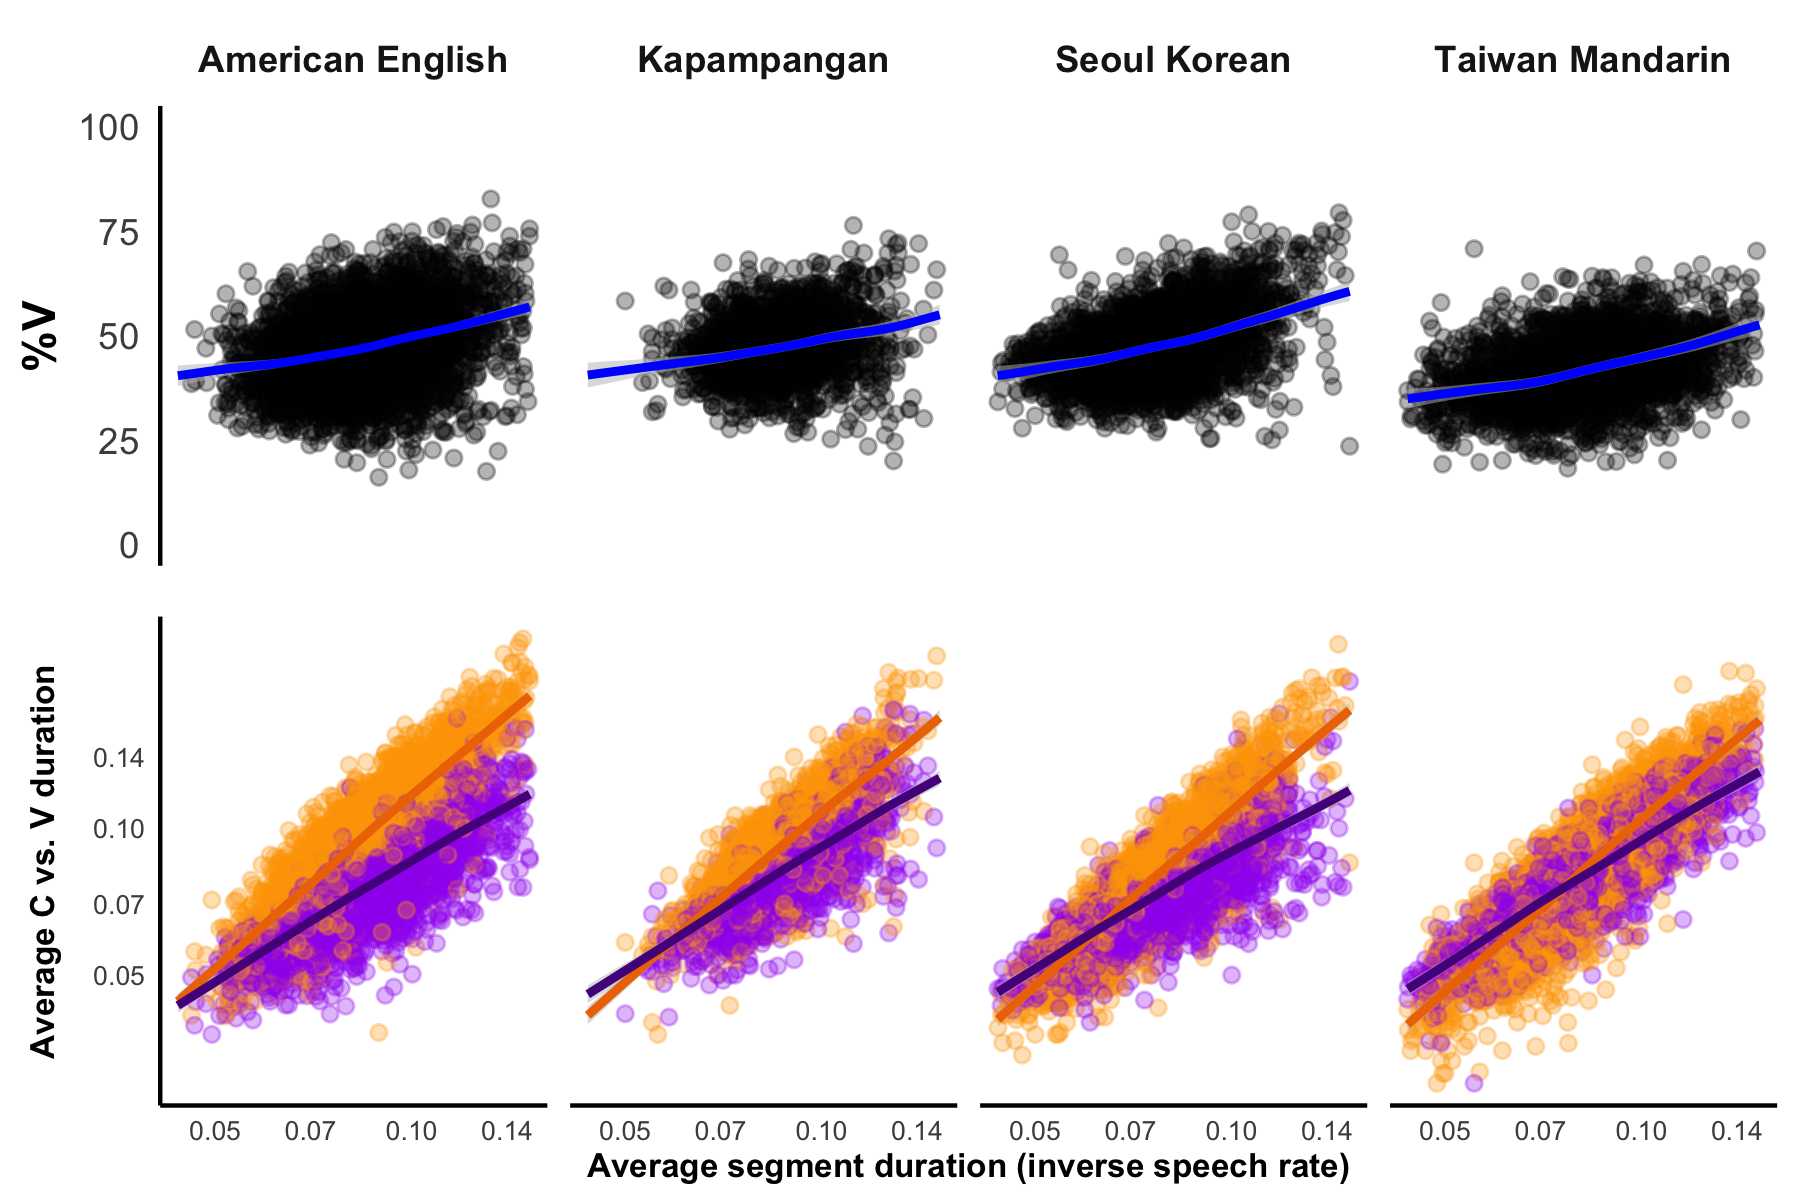 American English Kapampangan Seoul Korean Taiwan Mandarin
%V
100
75
50
25
0
Average C vs. V duration
0.14
0.10
0.07
0.05
0.05 0.07 0.10 0.14 0.05 0.07 0.10 0.14 0.05 0.07 0.10 0.14 0.05 0.07 0.10 0.14
Average segment duration (inverse speech rate)